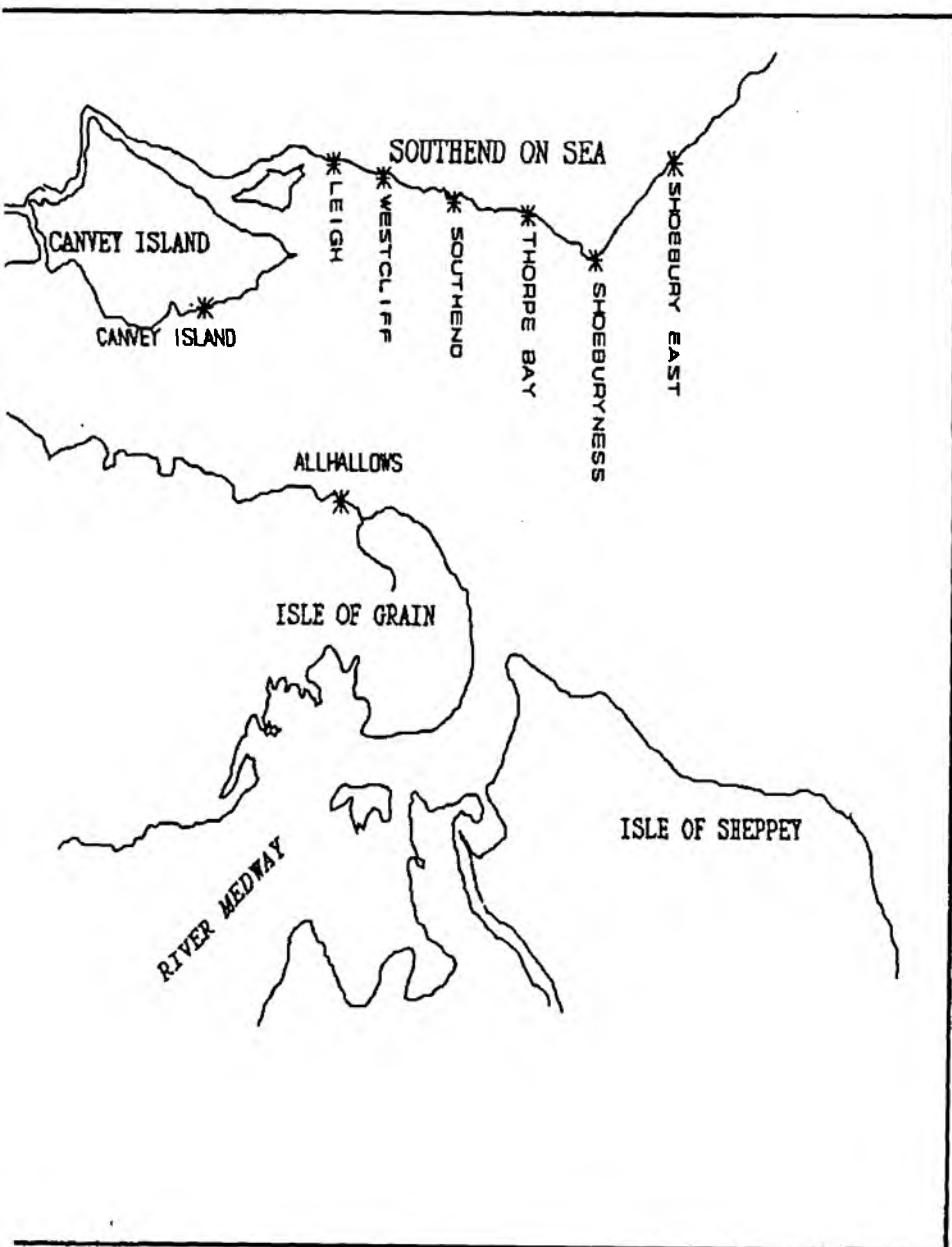 SOUTHEND ON SEA
LEIGH
WESTCLIFF
SOUTHEND
THORPE BAY
SHOEBURYNESS
SHOEBURY EAST
CANVEY ISLAND
CANVEY ISLAND
ALLHALLOWS
ISLE OF GRAIN
ISLE OF SHEPPEY
RIVER MEDWAY